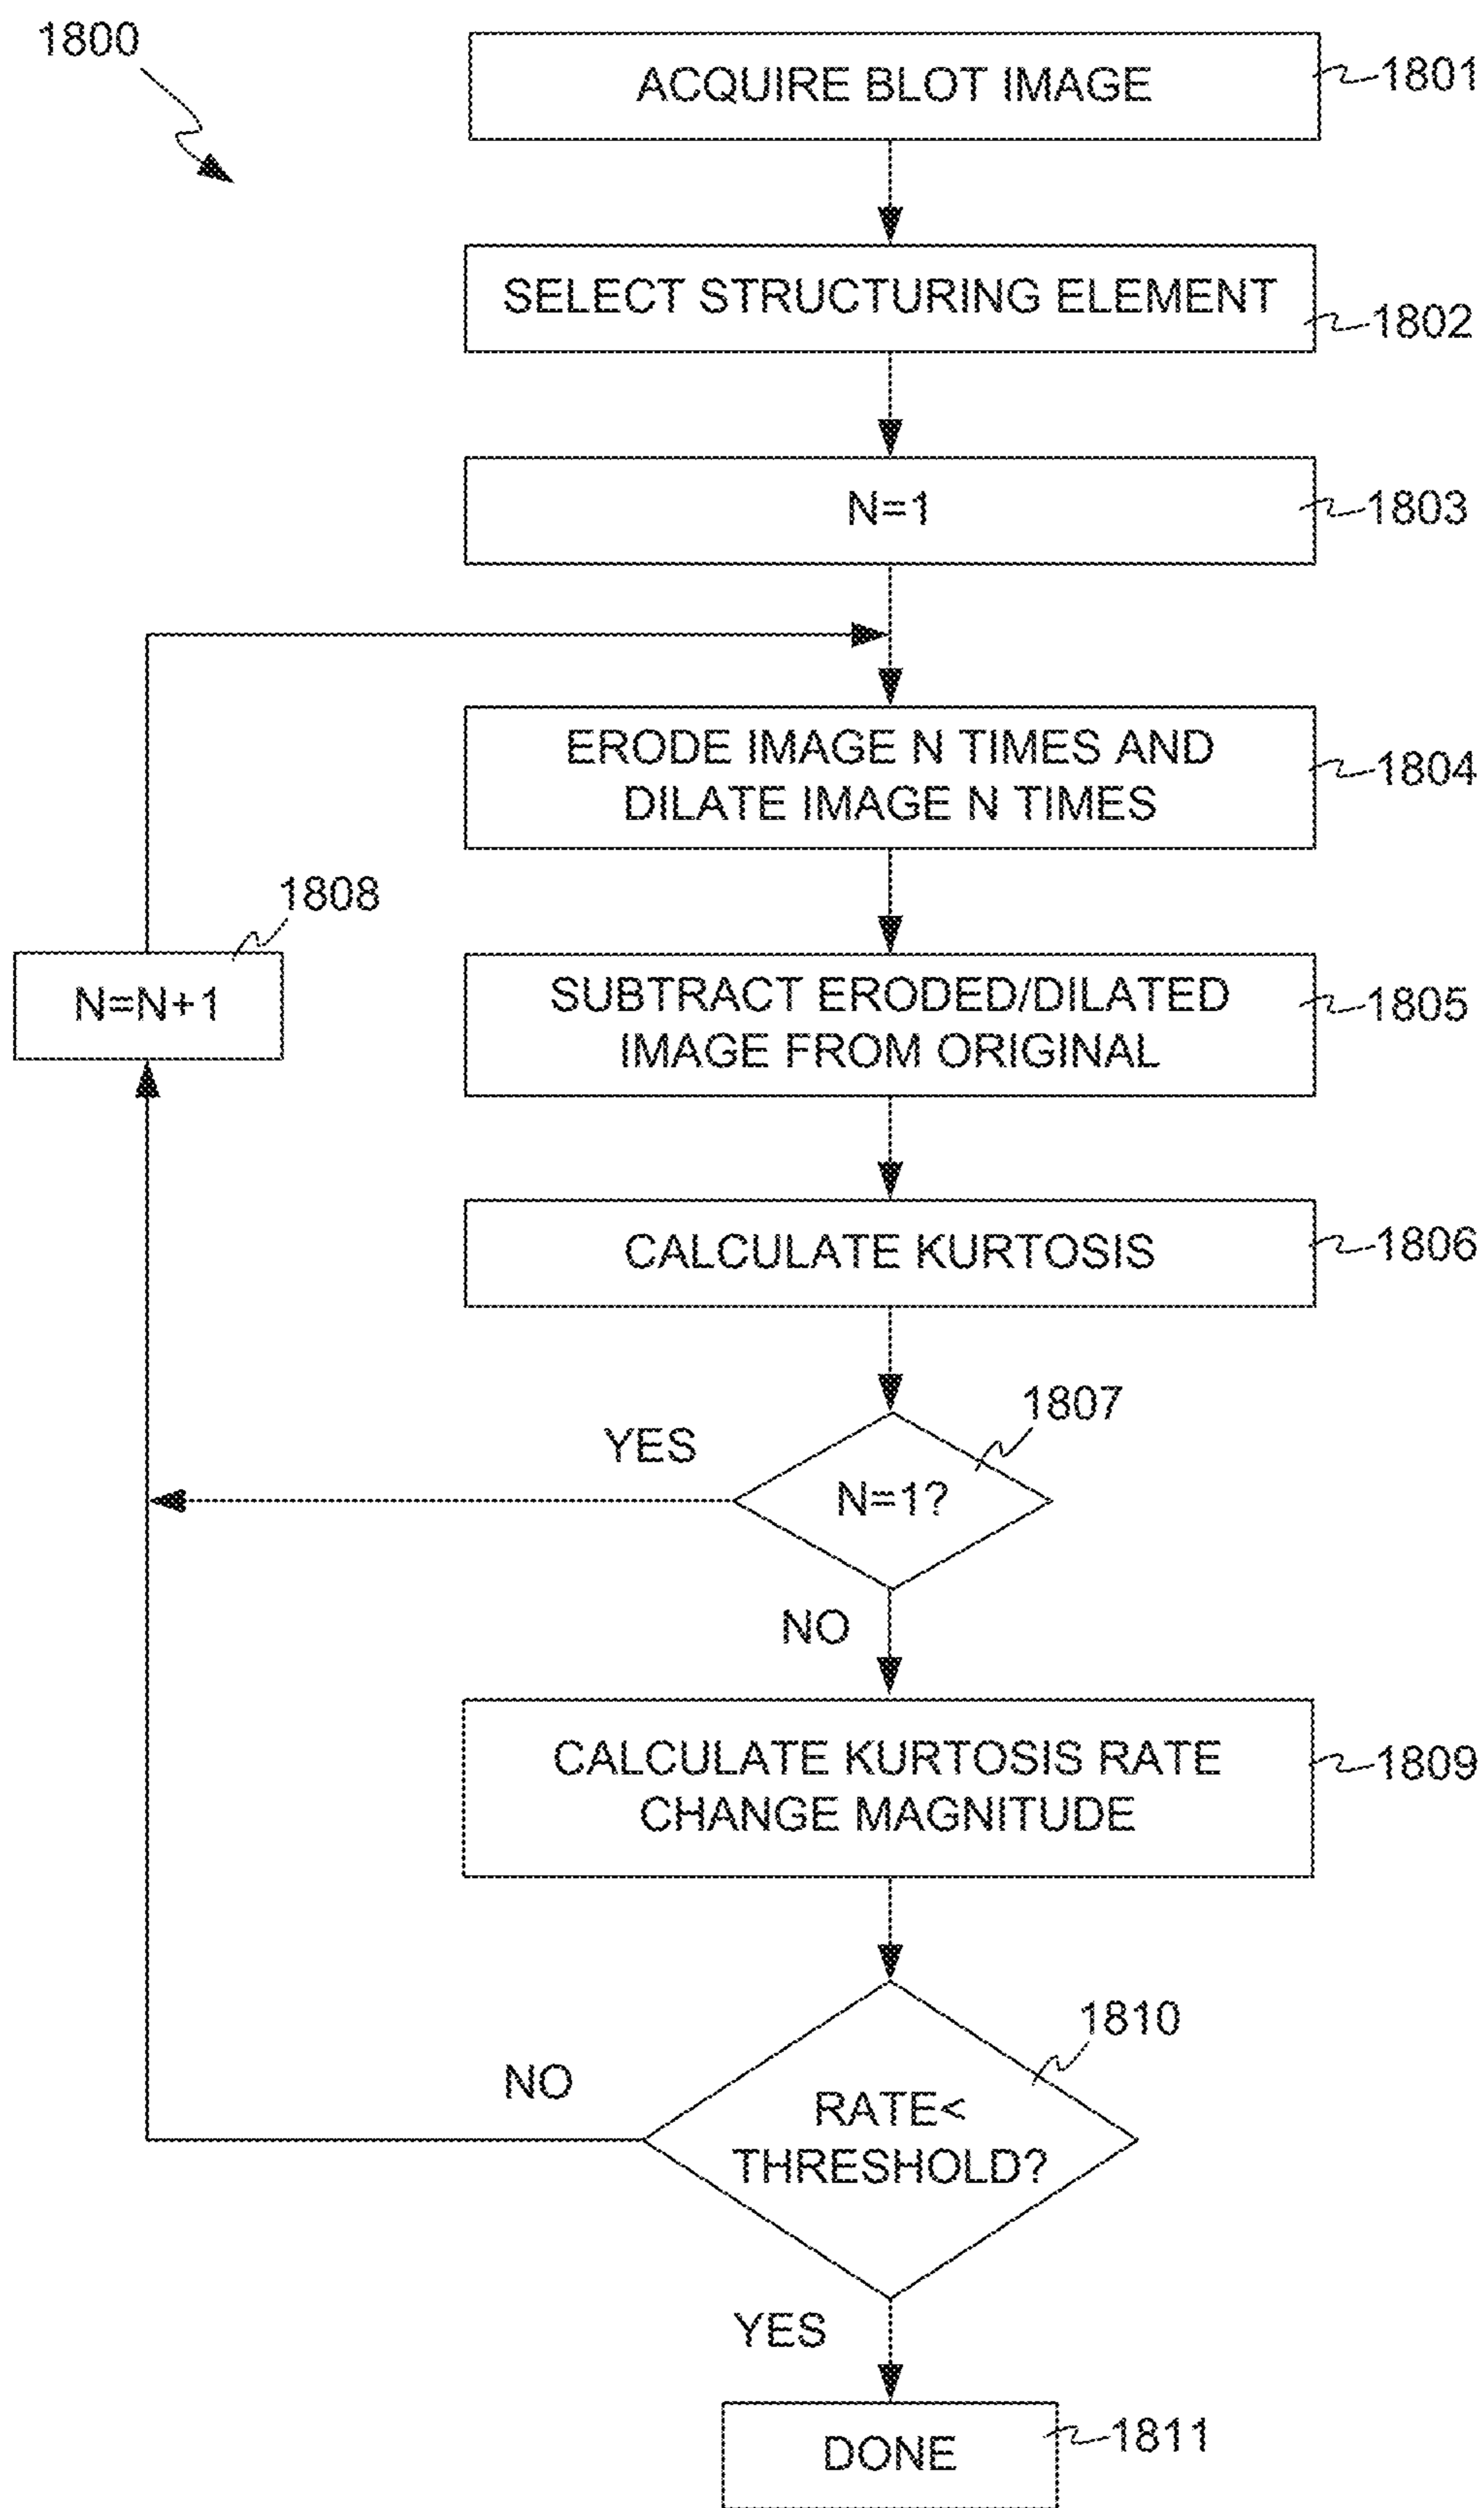 1800
ACQUIRE BLOT IMAGE
1801
SELECT STRUCTURING ELEMENT
1802
N=1
1803
ERODE IMAGE N TIMES AND
DILATE IMAGE N TIMES
1804
1808
N=N+1
SUBTRACT ERODED/DILATED
IMAGE FROM ORIGINAL
1805
CALCULATE KURTOSIS
1806
1807
YES
N=1?
NO
CALCULATE KURTOSIS RATE
CHANGE MAGNITUDE
1809
1810
NO
RATE<
THRESHOLD?
YES
DONE
1811